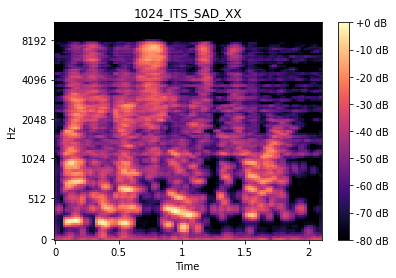 1024_ITS_SAD_XX
Hz
8192
4096
2048
1024
512
0
0
0.5
1
1.5
2
Time
+0 dB
-10 dB
-20 dB
-30 dB
-40 dB
-50 dB
-60 dB
-70 dB
-80 dB